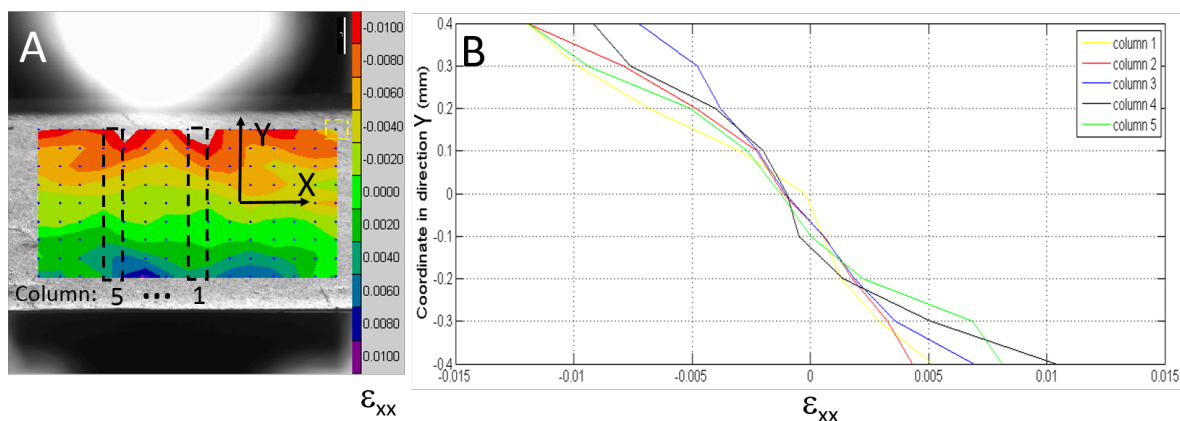 A
Y
X
Column: 5 ••• 1
-0.0100
-0.0080
-0.0060
-0.0040
-0.0020
0.0000
0.0020
0.0040
0.0060
0.0080
0.0100
εxx
B
column 1
column 2
column 3
column 4
column 5
Coordinate in direction Y (mm)
0.4
0.3
0.2
0.1
0
-0.1
-0.2
-0.3
-0.4
-0.015 -0.01 -0.005 0 0.005 0.01 0.015
εxx